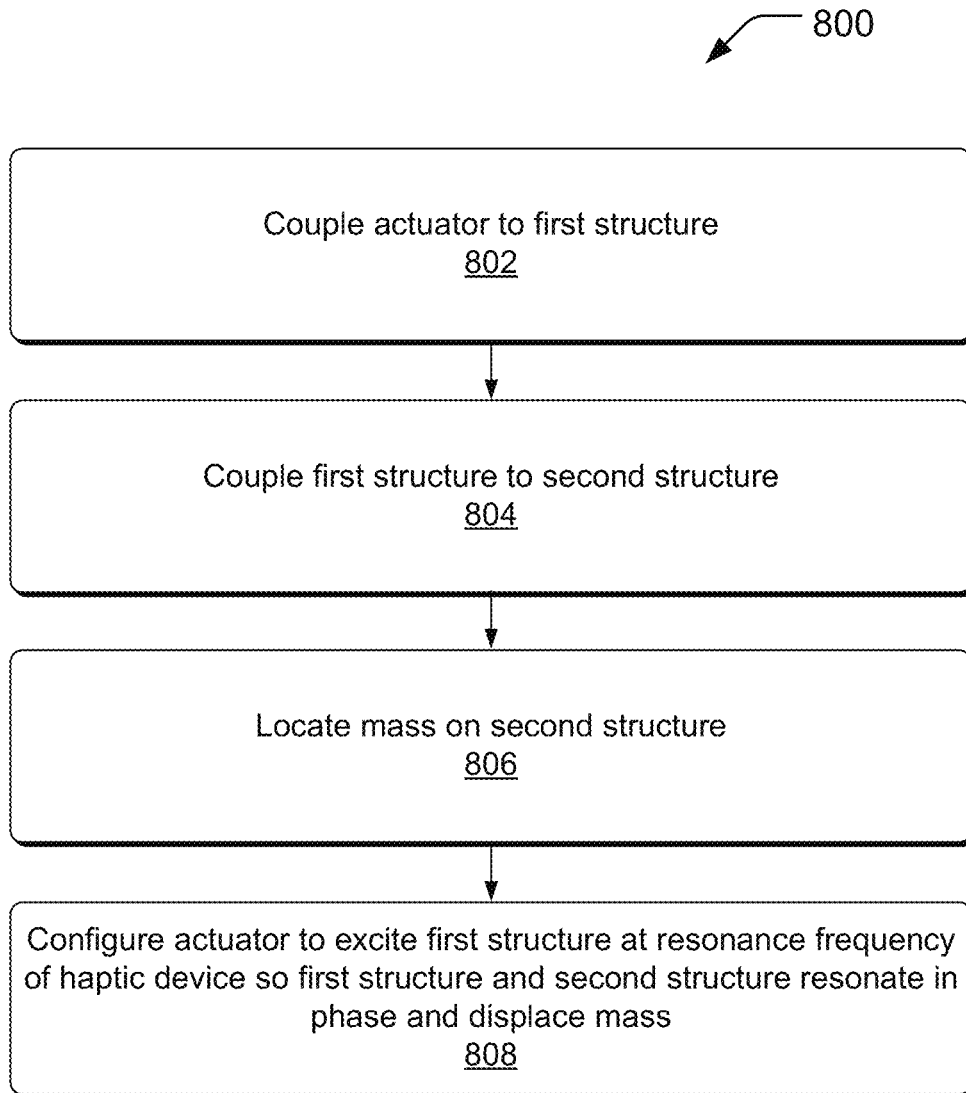 800
Couple actuator to first structure
802
Couple first structure to second structure
804
Locate mass on second structure
806
Configure actuator to excite first structure at resonance frequency
of haptic device so first structure and second structure resonate in
phase and displace mass
808